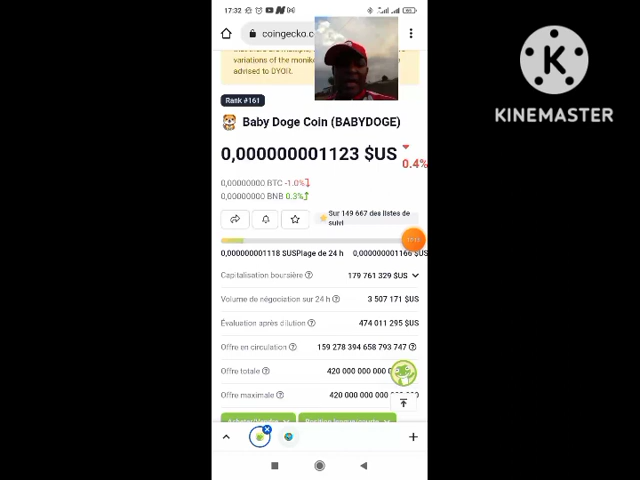 17:32
coingecko.c
variations of the monike
advised to DYOR.
Rank #161
Baby Doge Coin (BABYDOGE)
0,000000001123 $US
0.4%
0,00000000 BTC -1.0%
0,00000000 BNB 0.3%
Sur 149 667 des listes de
suivi
0,000000001118 $US Plage de 24 h 0,000000001166 $US
Capitalisation boursière 179 761 329 $US
Volume de négociation sur 24 h 3 507 171 $US
Évaluation après dilution 474 011 295 $US
Offre en circulation 159 278 394 658 793 747
Offre totale 420 000 000 000 0
Offre maximale 420 000 000 000
KINEMASTER